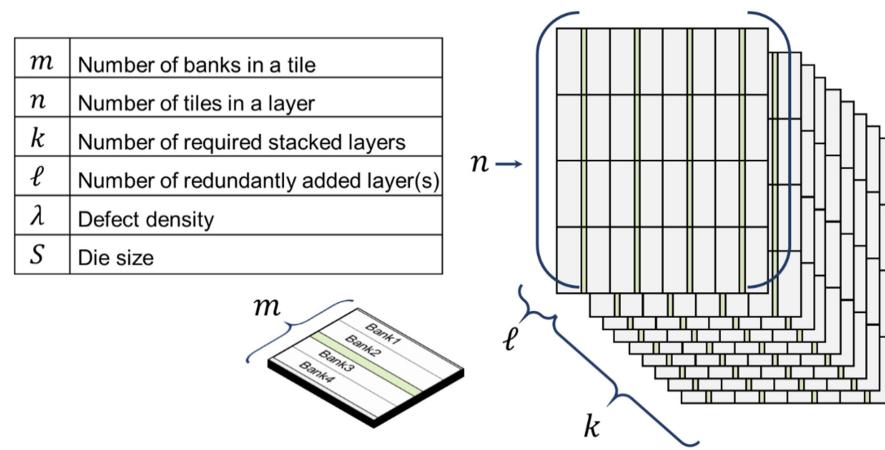 m Number of banks in a tile
n Number of tiles in a layer
k Number of required stacked layers
ℓ Number of redundantly added layer(s)
λ Defect density
S Die size
n
m
Bank1
Bank2
Bank3
Bank4
ℓ
k